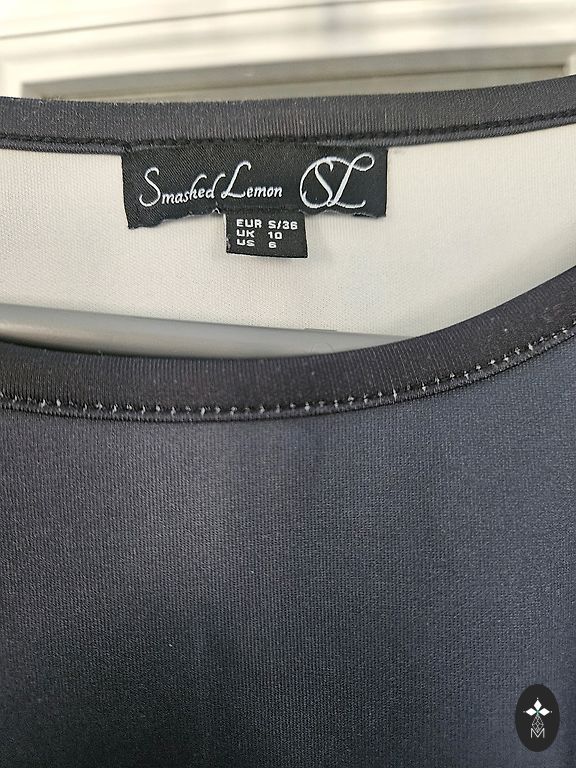 Smashed Lemon SL
EUR S/36
UK 10
US 6
M